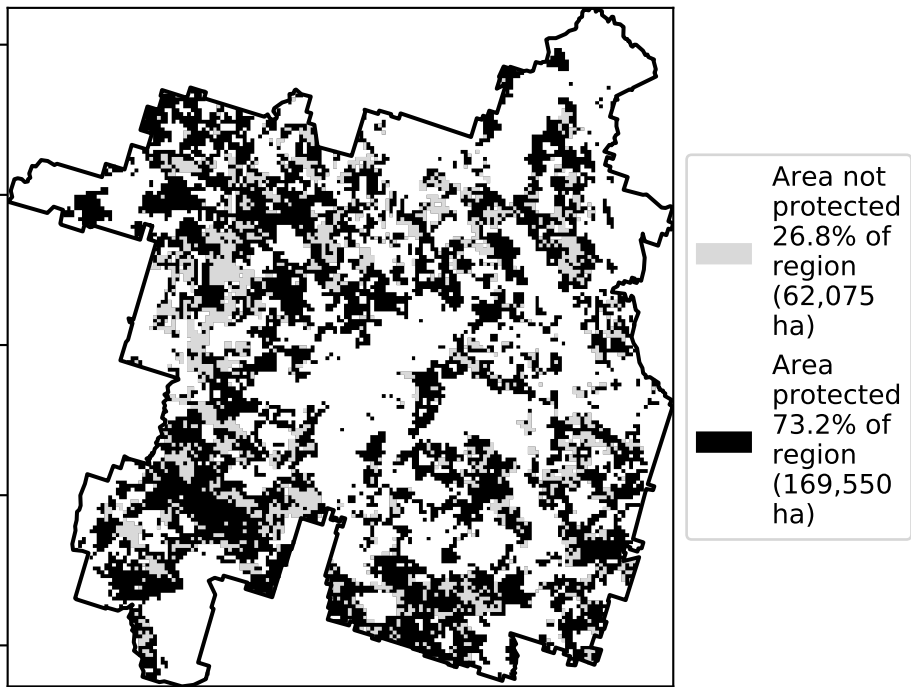 Area not
protected
26.8% of
region
(62,075
ha)
Area
protected
73.2% of
region
(169,550
ha)